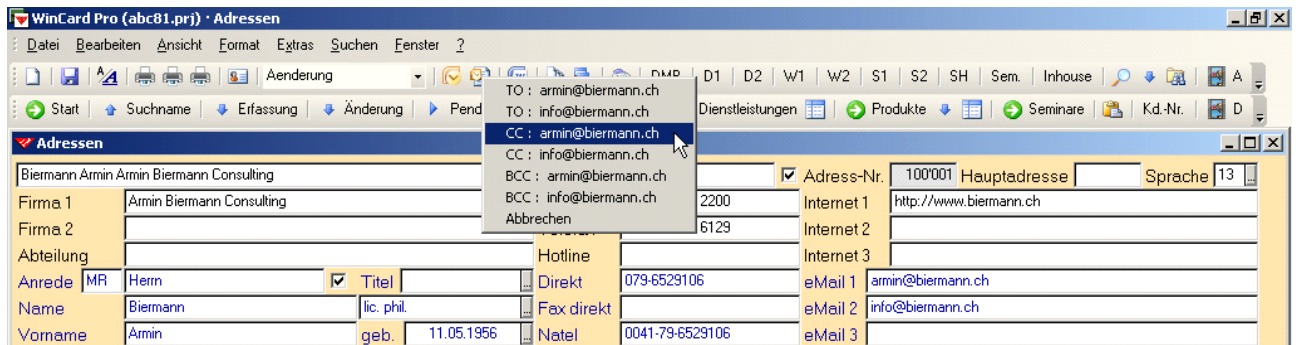 WinCard Pro (abc81.prj) · Adressen
Datei Bearbeiten Ansicht Format Extras Suchen Fenster ?
Aenderung D1 D2 W1 W2 S1 S2 SH Sem. Inhouse A
Start Suchname Erfassung Änderung Pend Dienstleistungen Produkte Seminare Kd.-Nr. D
TO : armin@biermann.ch
TO : info@biermann.ch
CC : armin@biermann.ch
CC : info@biermann.ch
BCC : armin@biermann.ch
BCC : info@biermann.ch
Abbrechen
Adressen
Biermann Armin Armin Biermann Consulting Adress-Nr. 100'001 Hauptadresse Sprache 13 ...
Firma 1 Armin Biermann Consulting 2200 Internet 1 http://www.biermann.ch
Firma 2 6129 Internet 2
Abteilung Hotline Internet 3
Anrede MR Herrn Titel ... Direkt 079-6529106 eMail 1 armin@biermann.ch
Name Biermann lic. phil. ... Fax direkt eMail 2 info@biermann.ch
Vorname Armin geb. 11.05.1956 ... Natel 0041-79-6529106 eMail 3